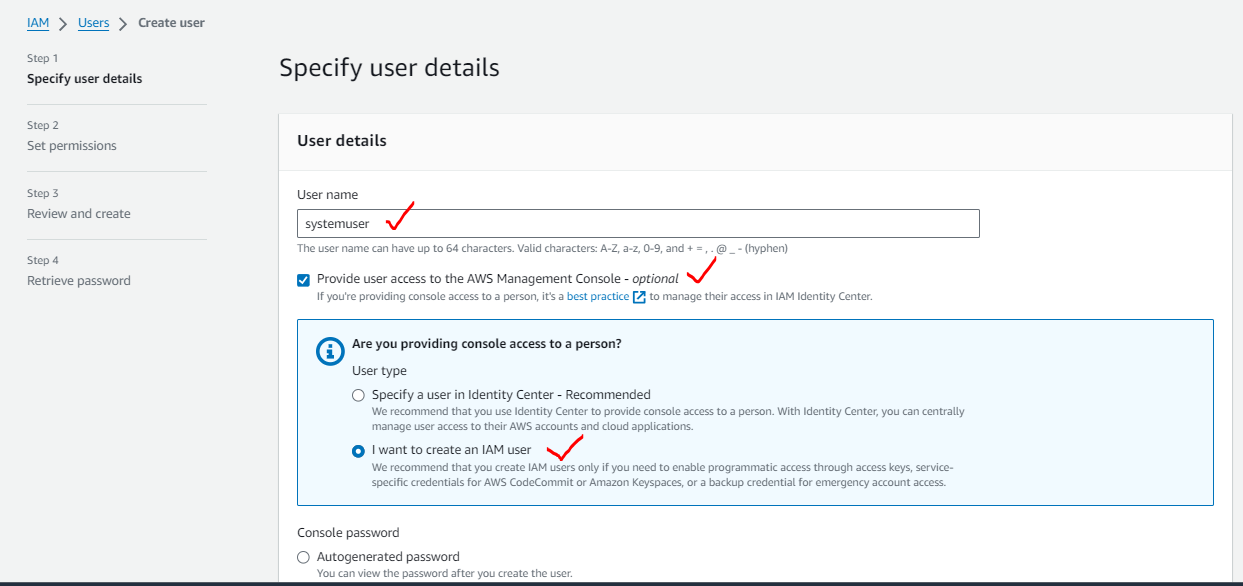 IAM > Users > Create user
Step 1
Specify user details
Step 2
Set permissions
Step 3
Review and create
Step 4
Retrieve password
Specify user details
User details
User name
systemuser
The user name can have up to 64 characters. Valid characters: A-Z, a-z, 0-9, and + = , . @ _ - (hyphen)
Provide user access to the AWS Management Console - optional
If you're providing console access to a person, it's a best practice to manage their access in IAM Identity Center.
Are you providing console access to a person?
User type
Specify a user in Identity Center - Recommended
We recommend that you use Identity Center to provide console access to a person. With Identity Center, you can centrally
manage user access to their AWS accounts and cloud applications.
I want to create an IAM user
We recommend that you create IAM users only if you need to enable programmatic access through access keys, service-
specific credentials for AWS CodeCommit or Amazon Keyspaces, or a backup credential for emergency account access.
Console password
Autogenerated password
You can view the password after you create the user.